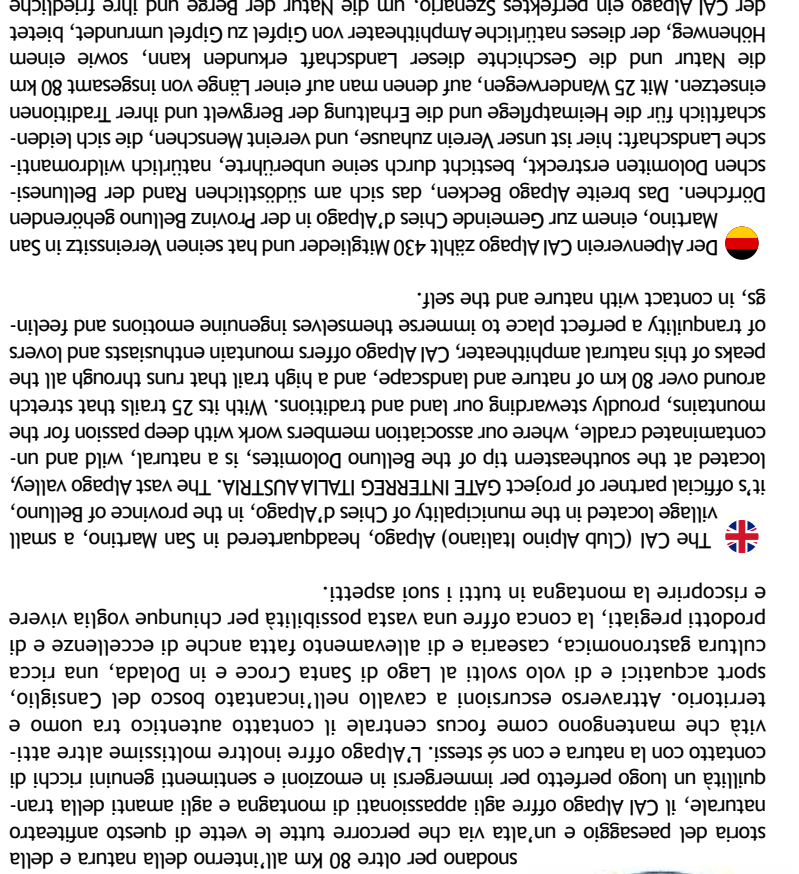 snodano per oltre 80 Km all'interno della natura e della
storia del paesaggio e un'alta via che percorre tutte le vette di questo anfiteatro
naturale, il CAI Alpago offre agli appassionati di montagna e agli amanti della tran-
quillità un luogo perfetto per immergersi in emozioni e sentimenti genuini ricchi di
contatto con la natura e con sé stessi. L'Alpago offre inoltre moltissime altre atti-
vità che mantengono come focus centrale il contatto autentico tra uomo e
territorio. Attraverso escursioni a cavallo nell'incantato bosco del Cansiglio,
sport acquatici e di volo svolti al Lago di Santa Croce e in Dolada, una ricca
cultura gastronomica, casearia e di allevamento fatta anche di eccellenze e di
prodotti pregiati, la conca offre una vasta possibilità per chiunque voglia vivere
e riscoprire la montagna in tutti i suoi aspetti.
The CAI (Club Alpino Italiano) Alpago, headquartered in San Martino, a small
village located in the municipality of Chies d'Alpago, in the province of Belluno,
it's official partner of project GATE INTERREG ITALIA AUSTRIA. The vast Alpago valley,
located at the southeastern tip of the Belluno Dolomites, is a natural, wild and un-
contaminated cradle, where our association members work with deep passion for the
mountains, proudly stewarding our land and traditions. With its 25 trails that stretch
around over 80 km of nature and landscape, and a high trail that runs through all the
peaks of this natural amphitheater, CAI Alpago offers mountain enthusiasts and lovers
of tranquility a perfect place to immerse themselves ingenuine emotions and feelin-
gs, in contact with nature and the self.
Der Alpenverein CAI Alpago zählt 430 Mitglieder und hat seinen Vereinssitz in San
Martino, einem zur Gemeinde Chies d'Alpago in der Provinz Belluno gehörenden
Dörfchen. Das breite Alpago Becken, das sich am südöstlichen Rand der Bellunesi-
schen Dolomiten erstreckt, besticht durch seine unberührte, natürlich wildromanti-
sche Landschaft: hier ist unser Verein zuhause, und vereint Menschen, die sich leiden-
schaftlich für die Heimatpflege und die Erhaltung der Bergwelt und ihrer Traditionen
einsetzen. Mit 25 Wanderwegen, auf denen man auf einer Länge von insgesamt 80 km
die Natur und die Geschichte dieser Landschaft erkunden kann, sowie einem
Höhenweg, der dieses natürliche Amphitheater von Gipfel zu Gipfel umrundet, bietet
der CAI Alpago ein perfektes Szenario, um die Natur der Berge und ihre friedliche